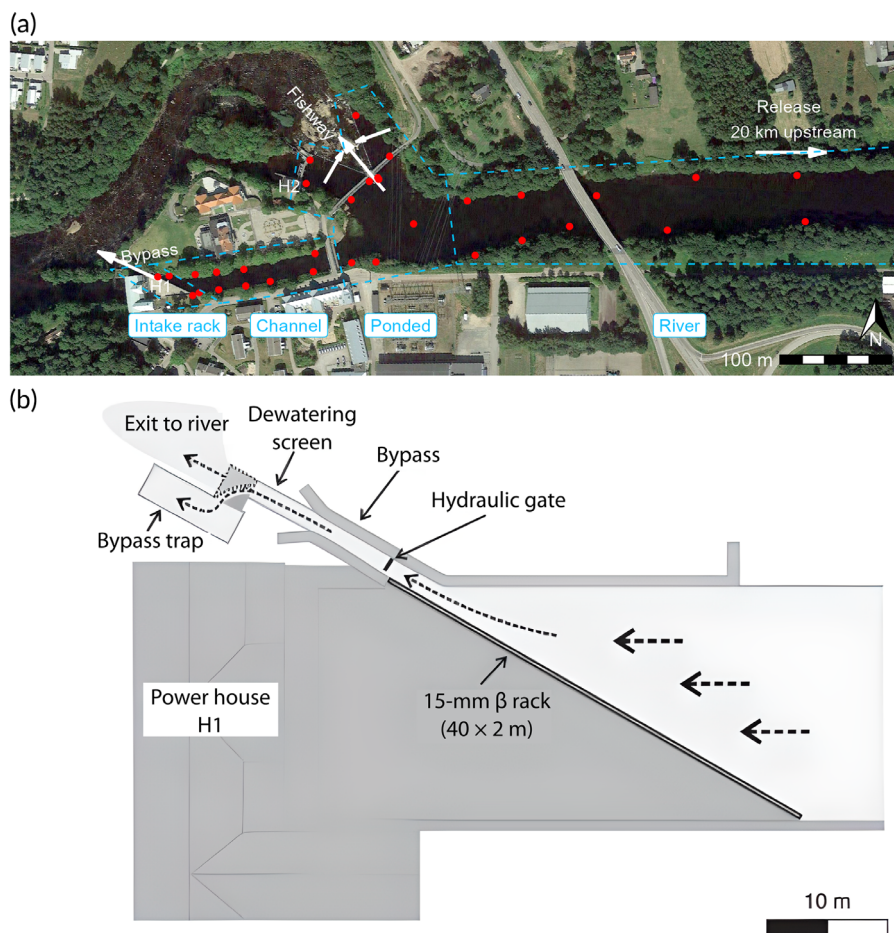 (a)
Fishway
Release
20 km upstream
H2
Bypass
H1
Intake rack
Channel
Ponded
River
N
100 m
(b)
Exit to river
Dewatering
screen
Bypass
Hydraulic gate
Bypass trap
Power house
H1
15-mm β rack
(40 × 2 m)
10 m